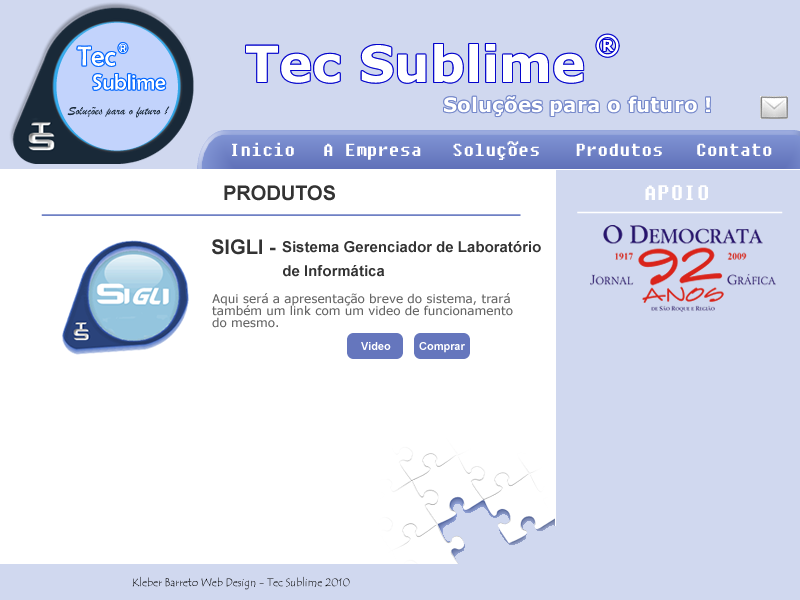 Tec®
Sublime
Soluções para o futuro !
TS
Tec Sublime ®
Soluções para o futuro !
Inicio A Empresa Soluções Produtos Contato
PRODUTOS
SIGLI - Sistema Gerenciador de Laboratório
de Informática
SIGLI
TS
Aqui será a apresentação breve do sistema, trará
também um link com um video de funcionamento
do mesmo.
Video Comprar
APOIO
O DEMOCRATA
1917 92 2009
JORNAL ANOS GRÁFICA
DE SÃO ROQUE E REGIÃO
Kleber Barreto Web Design - Tec Sublime 2010